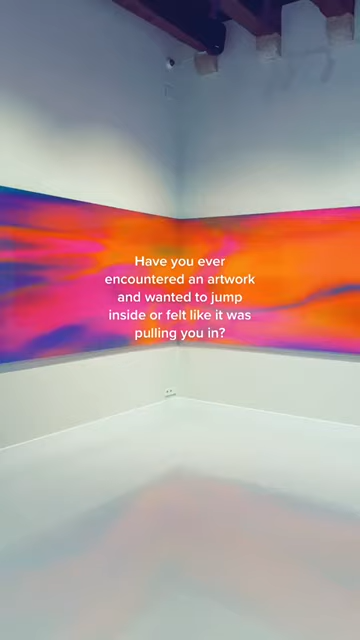 Have you ever
encountered an artwork
and wanted to jump
inside or felt like it was
pulling you in?